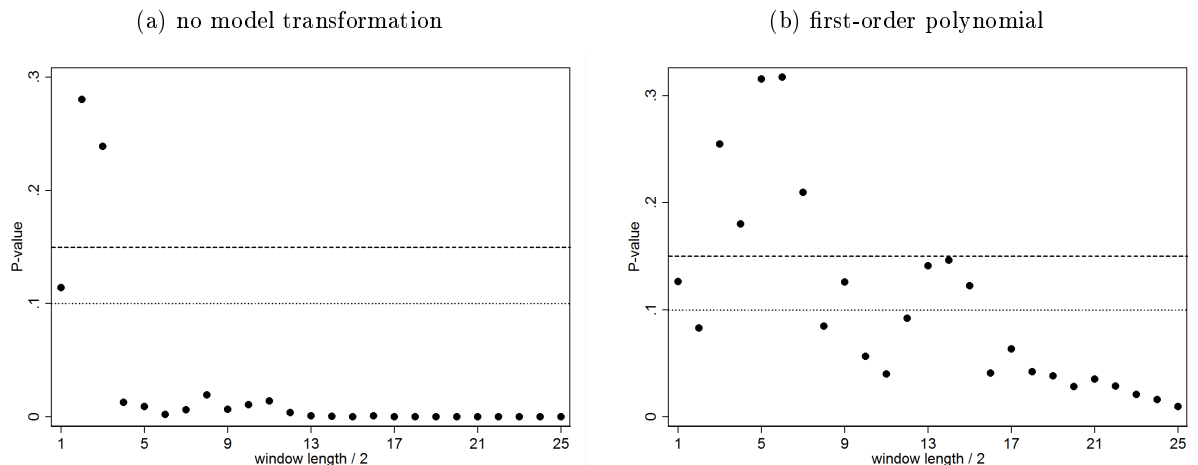 (a) no model transformation
.3
.2
.1
0
P-value
1 5 9 13 17 21 25
window length / 2
(b) first-order polynomial
.3
.2
.1
0
P-value
1 5 9 13 17 21 25
window length / 2